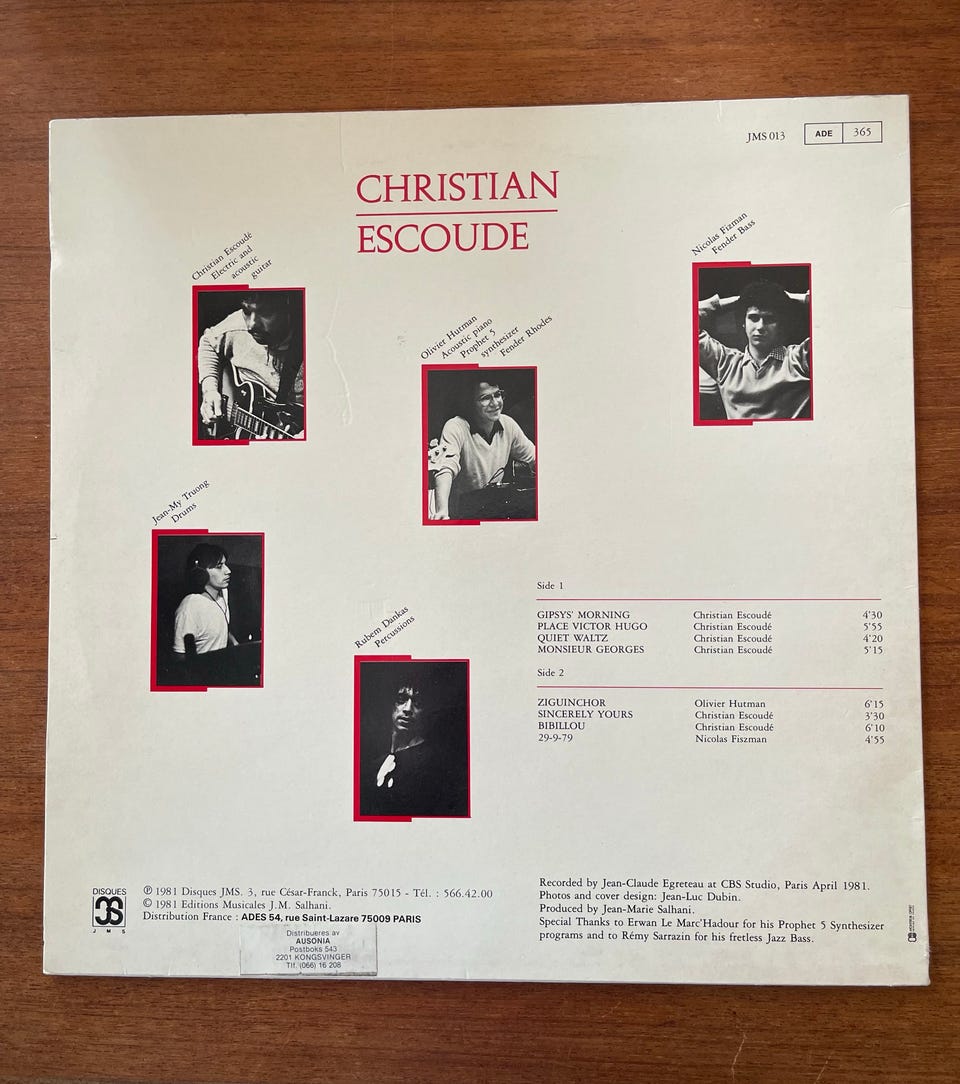 JMS 013 ADE 365
CHRISTIAN
ESCOUDE
Christian Escoudé
Electric and
acoustic
guitar
Olivier Hutman
Acoustic piano
Prophet 5
synthesizer
Fender Rhodes
Nicolas Fizman
Fender Bass
Jean-My Truong
Drums
Rubem Dankas
Percussions
Side 1
GIPSYS' MORNING Christian Escoudé 4'30
PLACE VICTOR HUGO Christian Escoudé 5'55
QUIET WALTZ Christian Escoudé 4'20
MONSIEUR GEORGES Christian Escoudé 5'15
Side 2
ZIGUINCHOR Olivier Hutman 6'15
SINCERELY YOURS Christian Escoudé 3'30
BIBILLOU Christian Escoudé 6'10
29-9-79 Nicolas Fiszman 4'55
DISQUES
JMS
℗ 1981 Disques JMS. 3, rue César-Franck, Paris 75015 - Tél. : 566.42.00
© 1981 Editions Musicales J.M. Salhani.
Distribution France : ADES 54, rue Saint-Lazare 75009 PARIS
Distribueres av
AUSONIA
Postboks 543
2201 KONGSVINGER
Tlf. (066) 16 208
Recorded by Jean-Claude Egreteau at CBS Studio, Paris April 1981.
Photos and cover design: Jean-Luc Dubin.
Produced by Jean-Marie Salhani.
Special Thanks to Erwan Le Marc'Hadour for his Prophet 5 Synthesizer
programs and to Rémy Sarrazin for his fretless Jazz Bass.